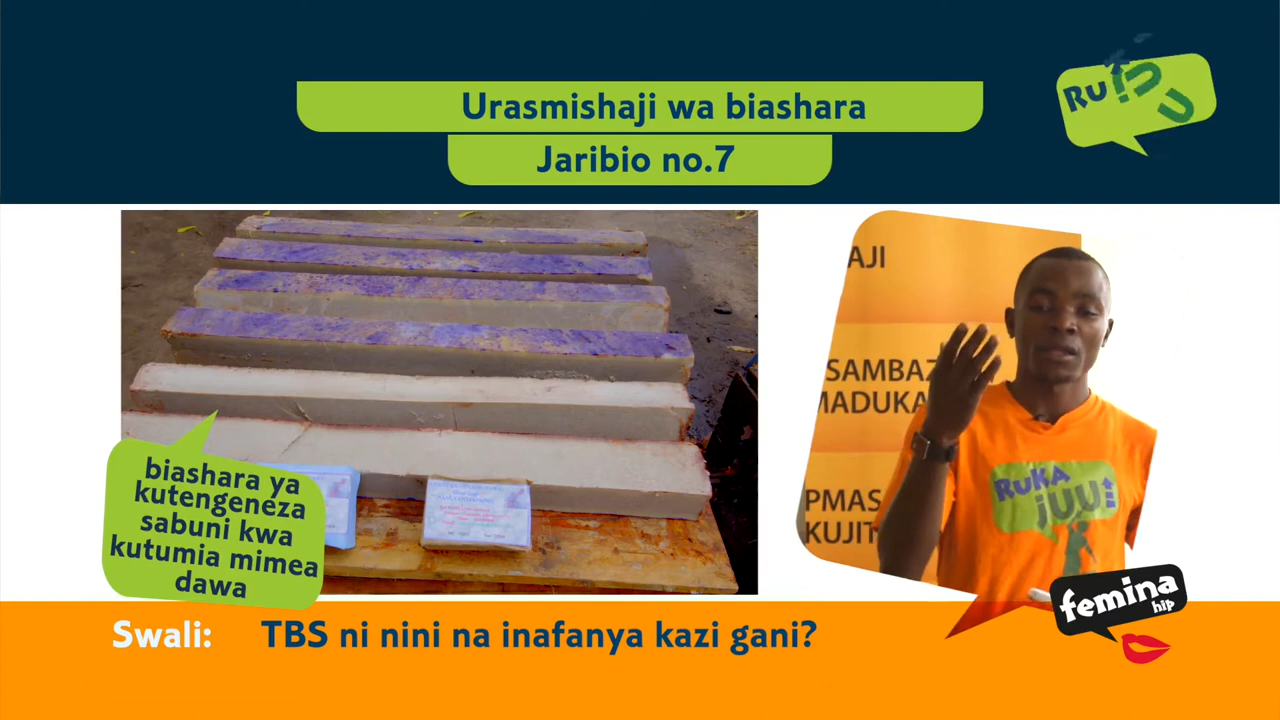 Urasmishaji wa biashara
Jaribio no.7
RU
AJI
SAMBAZ
MADUKA
PMAS
KUJIT
RUKA
JUU!
biashara ya
kutengeneza
sabuni kwa
kutumia mimea
dawa
femina
hip
Swali: TBS ni nini na inafanya kazi gani?